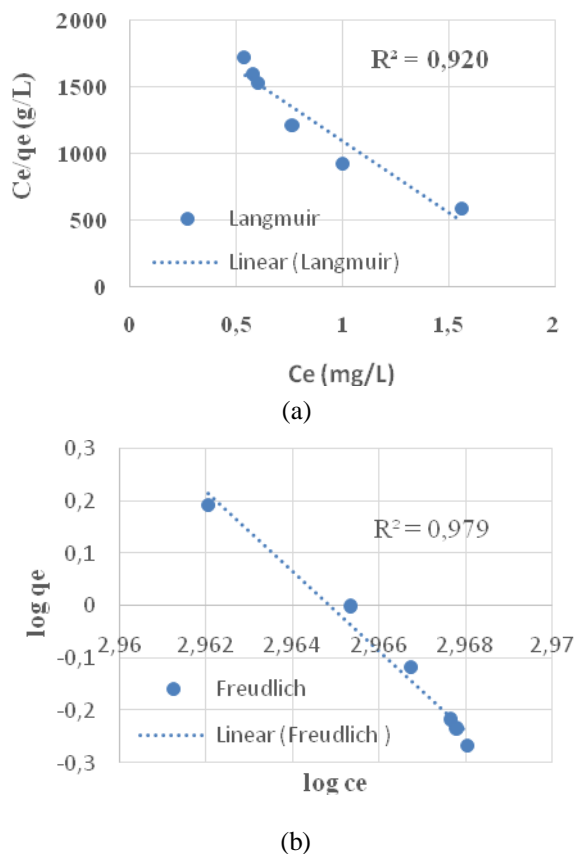 2000
1500
1000
500
0
Ce/qe (g/L)
R² = 0,920
Langmuir
Linear (Langmuir)
0 0,5 1 1,5 2
Ce (mg/L)
(a)
0,3
0,2
0,1
0
-0,1
-0,2
-0,3
log qe
R² = 0,979
2,96 2,962 2,964 2,966 2,968 2,97
Freudlich
Linear (Freudlich )
log ce
(b)